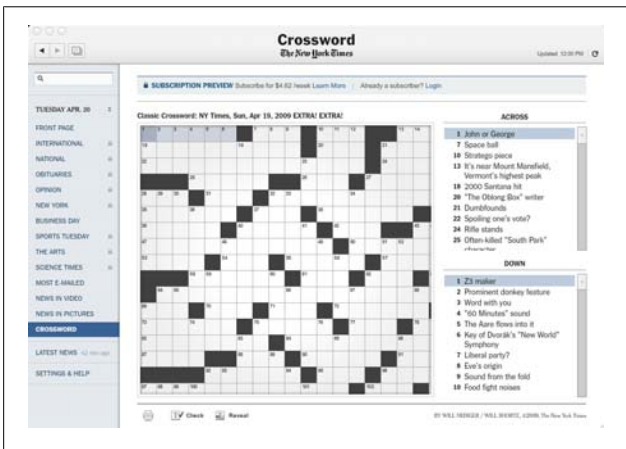 Crossword
The New York Times
Updated 12:30 PM
SUBSCRIPTION PREVIEW Subscribe for $4.62 /week Learn More | Already a subscriber? Login
TUESDAY APR. 20
FRONT PAGE
INTERNATIONAL
NATIONAL
OBITUARIES
OPINION
NEW YORK
BUSINESS DAY
SPORTS TUESDAY
THE ARTS
SCIENCE TIMES
MOST E-MAILED
NEWS IN VIDEO
NEWS IN PICTURES
CROSSWORD
LATEST NEWS
SETTINGS & HELP
Classic Crossword: NY Times, Sun, Apr 19, 2009 EXTRA! EXTRA!
ACROSS
1 John or George
7 Space ball
10 Stratego piece
13 It's near Mount Mansfield,
Vermont's highest peak
19 2000 Santana hit
20 "The Oblong Box" writer
21 Dumbfounds
22 Spoiling one's vote?
24 Rifle stands
25 Often-killed "South Park"
character
DOWN
1 Z3 maker
2 Prominent donkey feature
3 Word with you
4 "60 Minutes" sound
5 The Aare flows into it
6 Key of Dvorák's "New World"
Symphony
7 Liberal party?
8 Eve's origin
9 Sound from the fold
10 Food fight noises
Check
Reveal